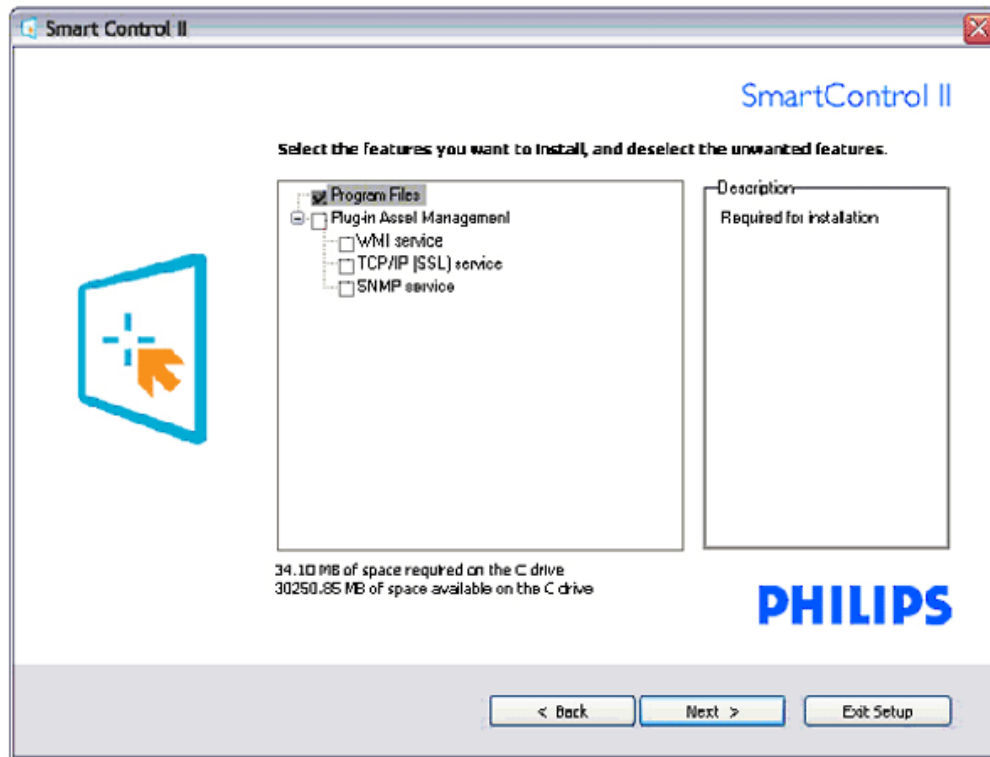 Smart Control II
SmartControl II
Select the features you want to install, and deselect the unwanted features.
Program Files
Plug-in Asset Management
WMI service
TCP/IP (SSL) service
SNMP service
Description
Required for installation
34.10 MB of space required on the C drive
30250.85 MB of space available on the C drive
PHILIPS
< Back
Next >
Exit Setup